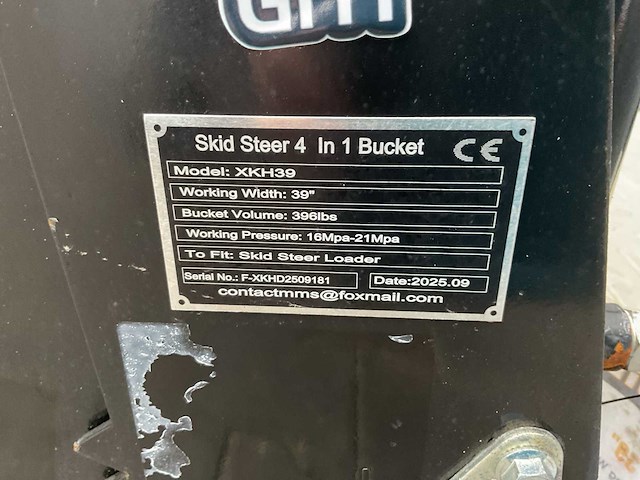 Skid Steer 4 In 1 Bucket CE
Model: XKH39
Working Width: 39"
Bucket Volume: 396lbs
Working Pressure: 16Mpa-21Mpa
To Fit: Skid Steer Loader
Serial No.: F-XKHD2509181 Date:2025.09
contactmms@foxmail.com